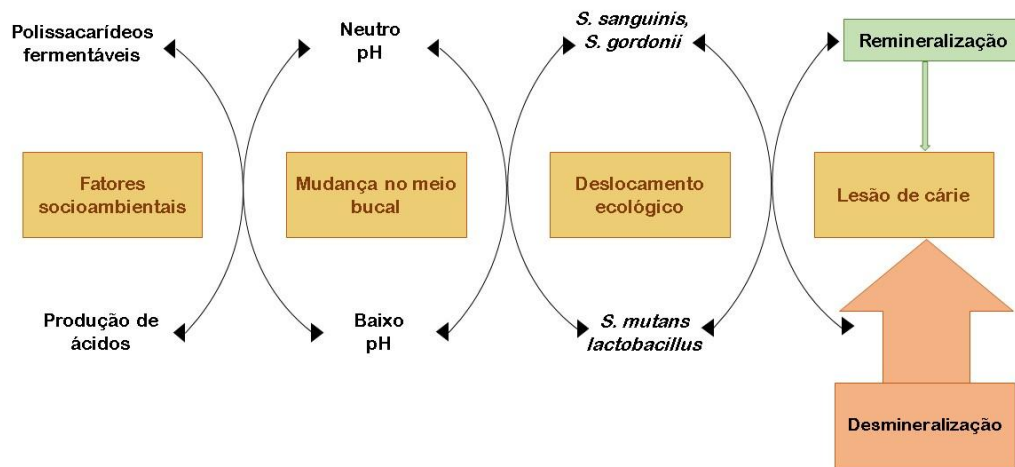 Polissacarídeos
fermentáveis
Neutro
pH
S. sanguinis,
S. gordonii
Remineralização
Fatores
socioambientais
Mudança no meio
bucal
Deslocamento
ecológico
Lesão de cárie
Produção de
ácidos
Baixo
pH
S. mutans
lactobacillus
Desmineralização